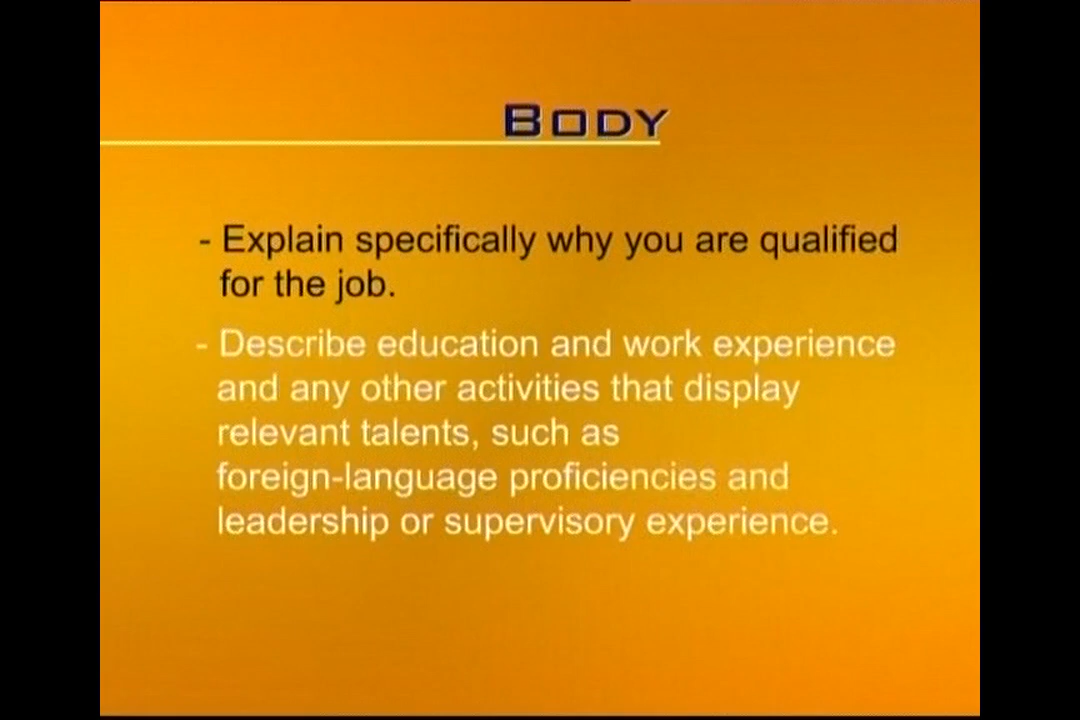 BODY
- Explain specifically why you are qualified
for the job.
- Describe education and work experience
and any other activities that display
relevant talents, such as
foreign-language proficiencies and
leadership or supervisory experience.